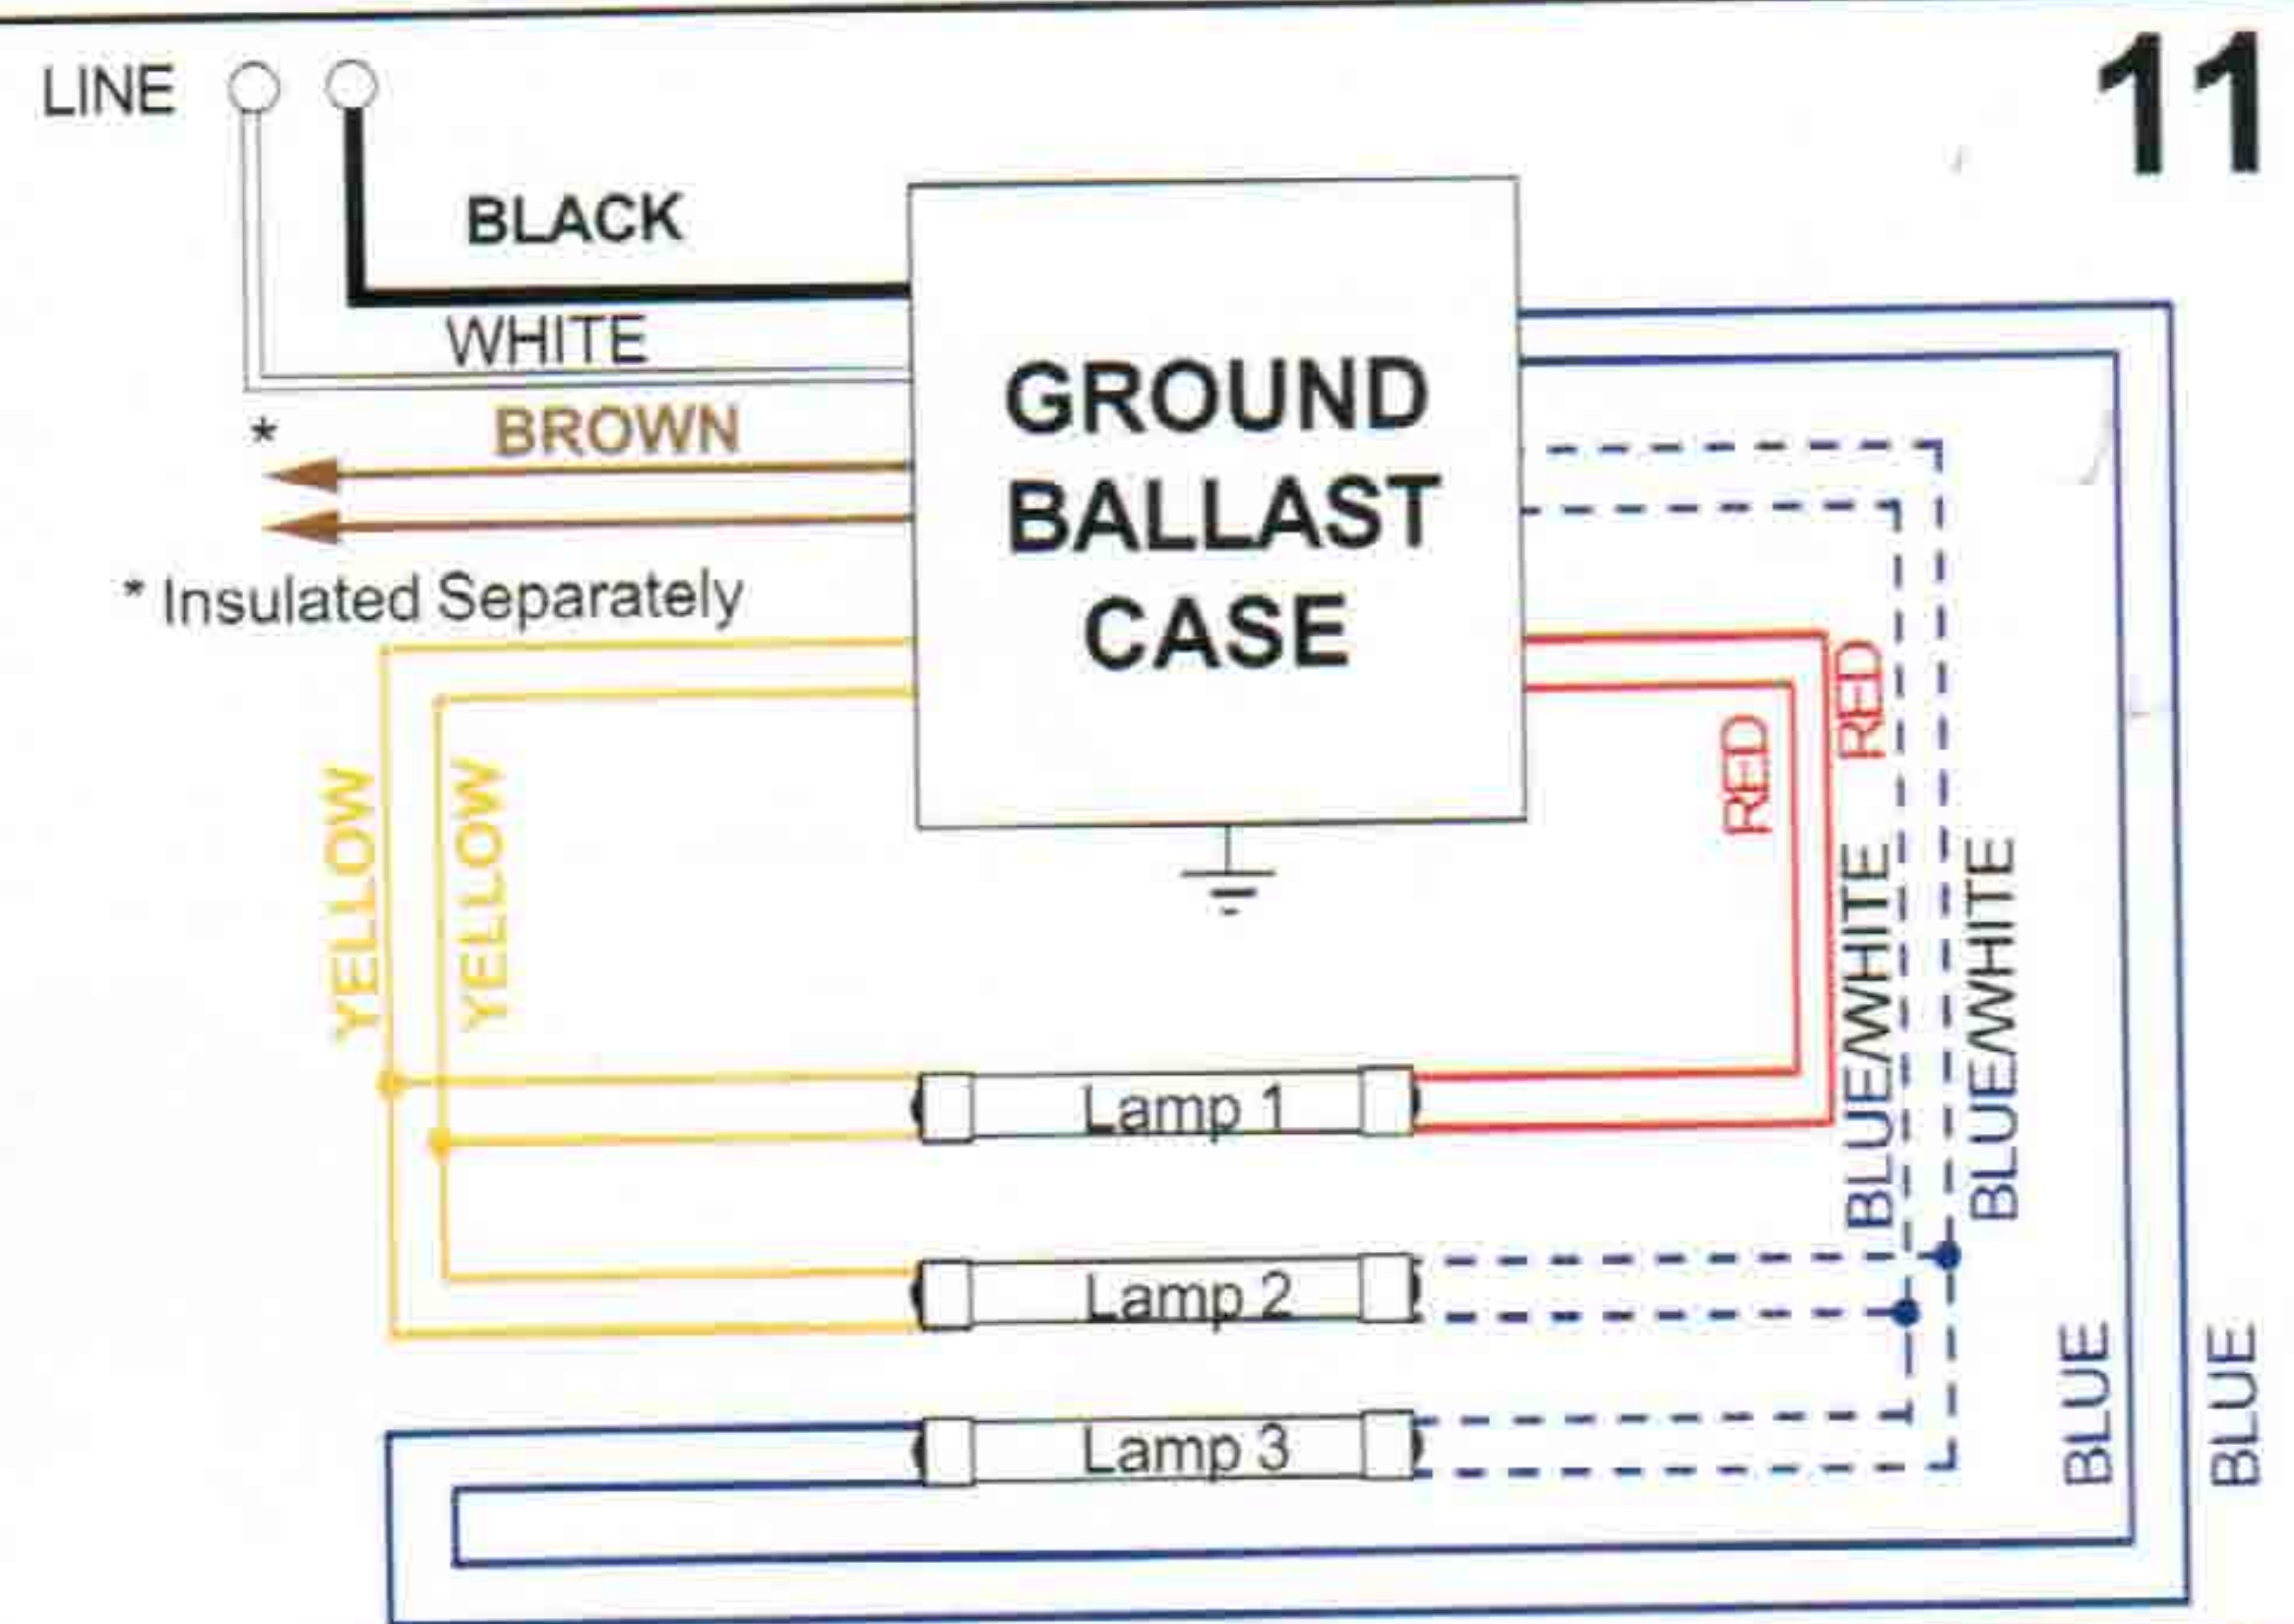 11
LINE
BLACK
WHITE
*
BROWN
* Insulated Separately
GROUND
BALLAST
CASE
YELLOW
YELLOW
RED
RED
BLUE/WHITE
BLUE/WHITE
Lamp 1
Lamp 2
Lamp 3
BLUE
BLUE